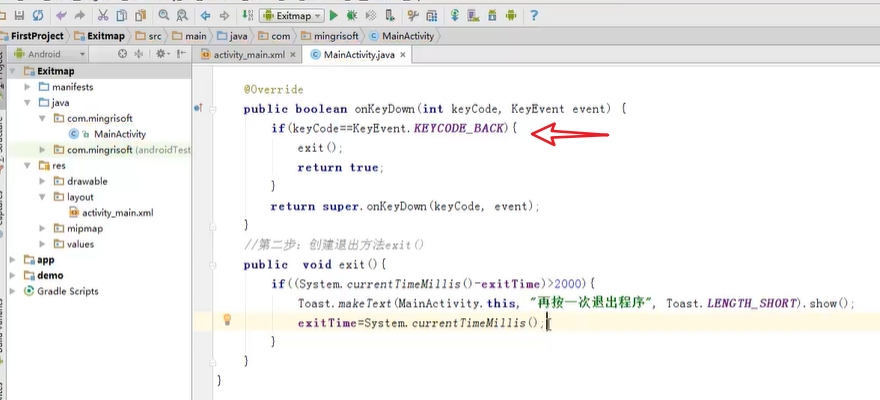 Exitmap
FirstProject Exitmap src main java com mingrisoft MainActivity
Android
activity_main.xml MainActivity.java
Exitmap
manifests
java
com.mingrisoft
MainActivity
com.mingrisoft (androidTest
res
drawable
layout
activity_main.xml
mipmap
values
app
demo
Gradle Scripts
@Override
public boolean onKeyDown(int keyCode, KeyEvent event) {
if(keyCode==KeyEvent.KEYCODE_BACK){
exit();
return true;
}
return super.onKeyDown(keyCode, event);
}
//第二步：创建退出方法exit()
public void exit(){
if((System.currentTimeMillis()-exitTime)>2000){
Toast.makeText(MainActivity.this, "再按一次退出程序", Toast.LENGTH_SHORT).show();
exitTime=System.currentTimeMillis();
}
}
}